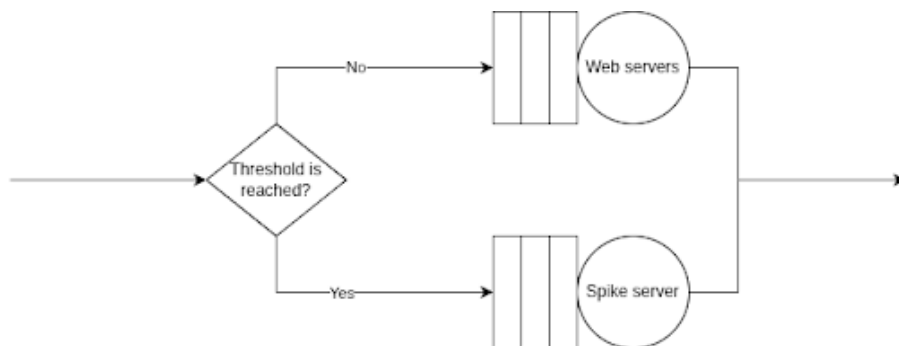 No
Web servers
Threshold is
reached?
Yes
Spike server